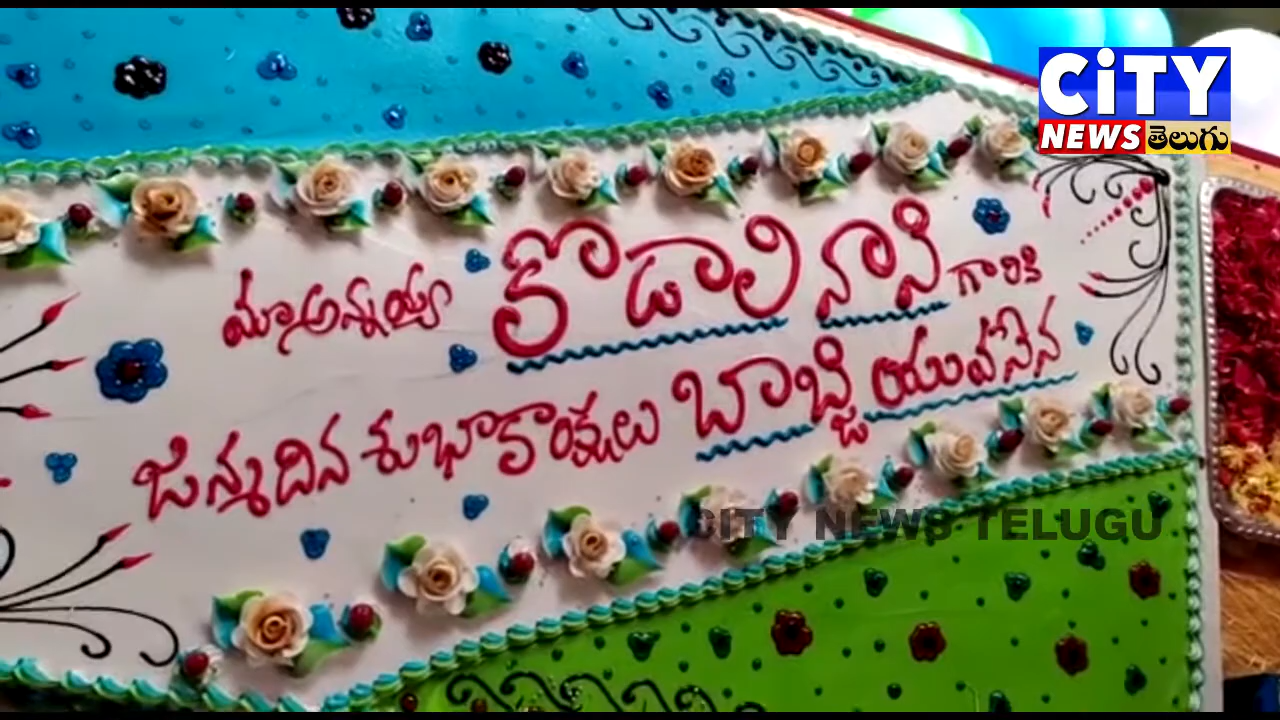 CiTY
NEWS తెలుగు
మా అన్నయ్య కొడాలి నాని గారికి
జన్మదిన శుభాకాంక్షలు బాబ్జి యువసేన
CITY NEWS TELUGU